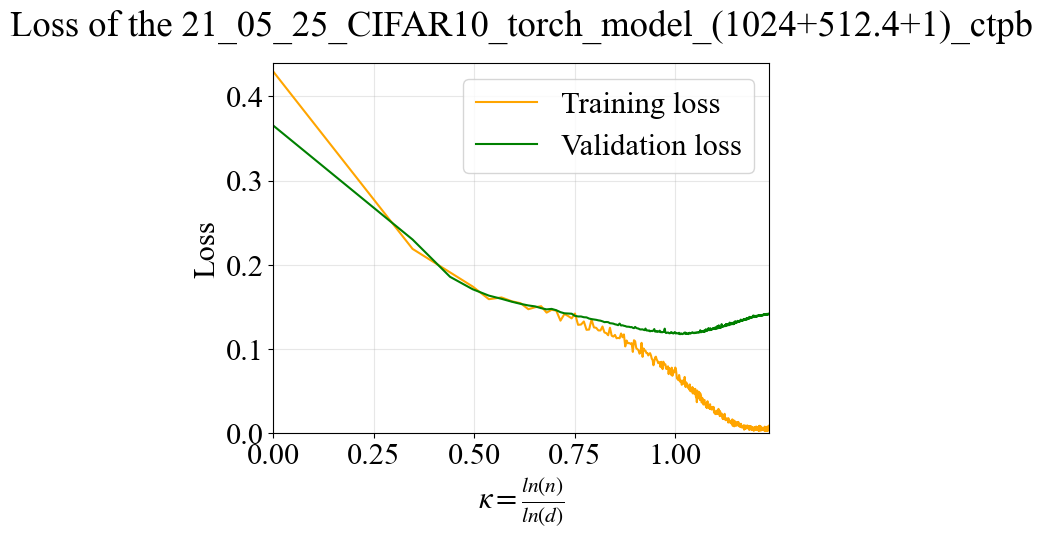 Loss of the 21_05_25_CIFAR10_torch_model_(1024+512.4+1)_ctpb
Training loss
Validation loss
0.4
0.3
0.2
0.1
0.0
Loss
0.00 0.25 0.50 0.75 1.00
κ = ln(n)/ln(d)